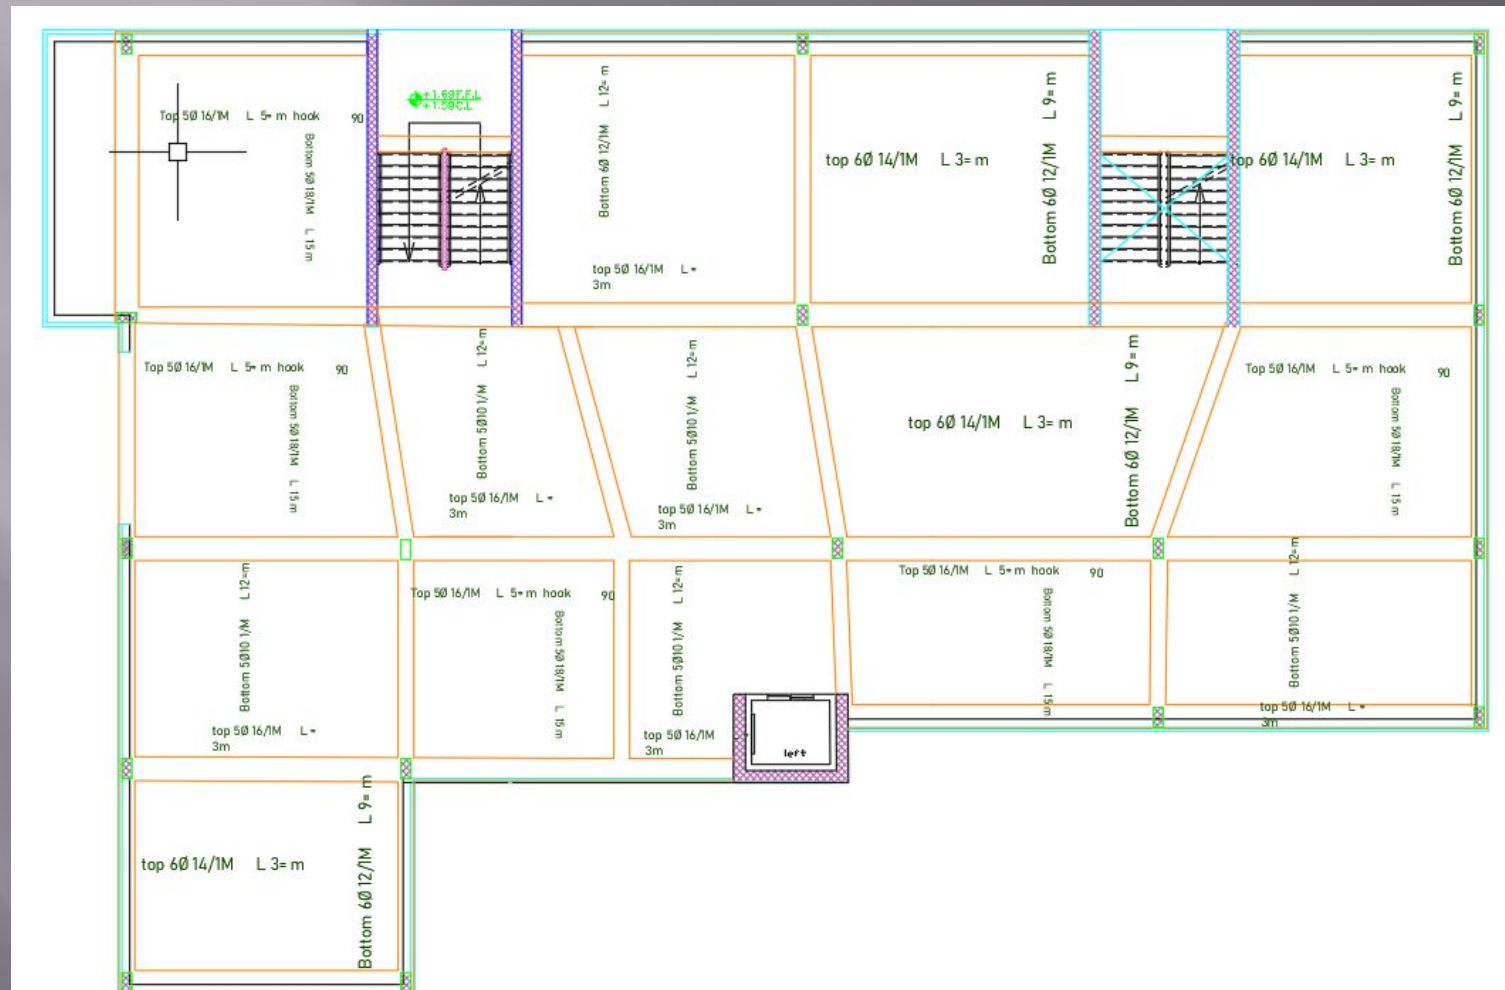 +1.68F.F.L
+1.58C.L
Top 5Ø 16/1M L 5= m hook 90
Bottom 5Ø 18/1M L 15 m
Bottom 6Ø 12/1M L 12= m
top 5Ø 16/1M L =
3m
top 6Ø 14/1M L 3= m
Bottom 6Ø 12/1M L 9= m
top 6Ø 14/1M L 3= m
Bottom 6Ø 12/1M L 9= m
Top 5Ø 16/1M L 5= m hook 90
Bottom 5Ø 18/1M L 15 m
Bottom 5Ø10 1/M L 12= m
top 5Ø 16/1M L =
3m
Bottom 5Ø10 1/M L 12= m
top 5Ø 16/1M L =
3m
top 6Ø 14/1M L 3= m
Bottom 6Ø 12/1M L 9= m
Top 5Ø 16/1M L 5= m hook 90
Bottom 5Ø 18/1M L 15 m
Bottom 5Ø10 1/M L 12= m
top 5Ø 16/1M L =
3m
Top 5Ø 16/1M L 5= m hook 90
Bottom 5Ø 18/1M L 15 m
Bottom 5Ø10 1/M L 12= m
top 5Ø 16/1M
3m
left
Top 5Ø 16/1M L 5= m hook 90
Bottom 5Ø 18/1M L 15 m
Bottom 5Ø10 1/M L 12= m
top 5Ø 16/1M L =
3m
top 6Ø 14/1M L 3= m
Bottom 6Ø 12/1M L 9= m